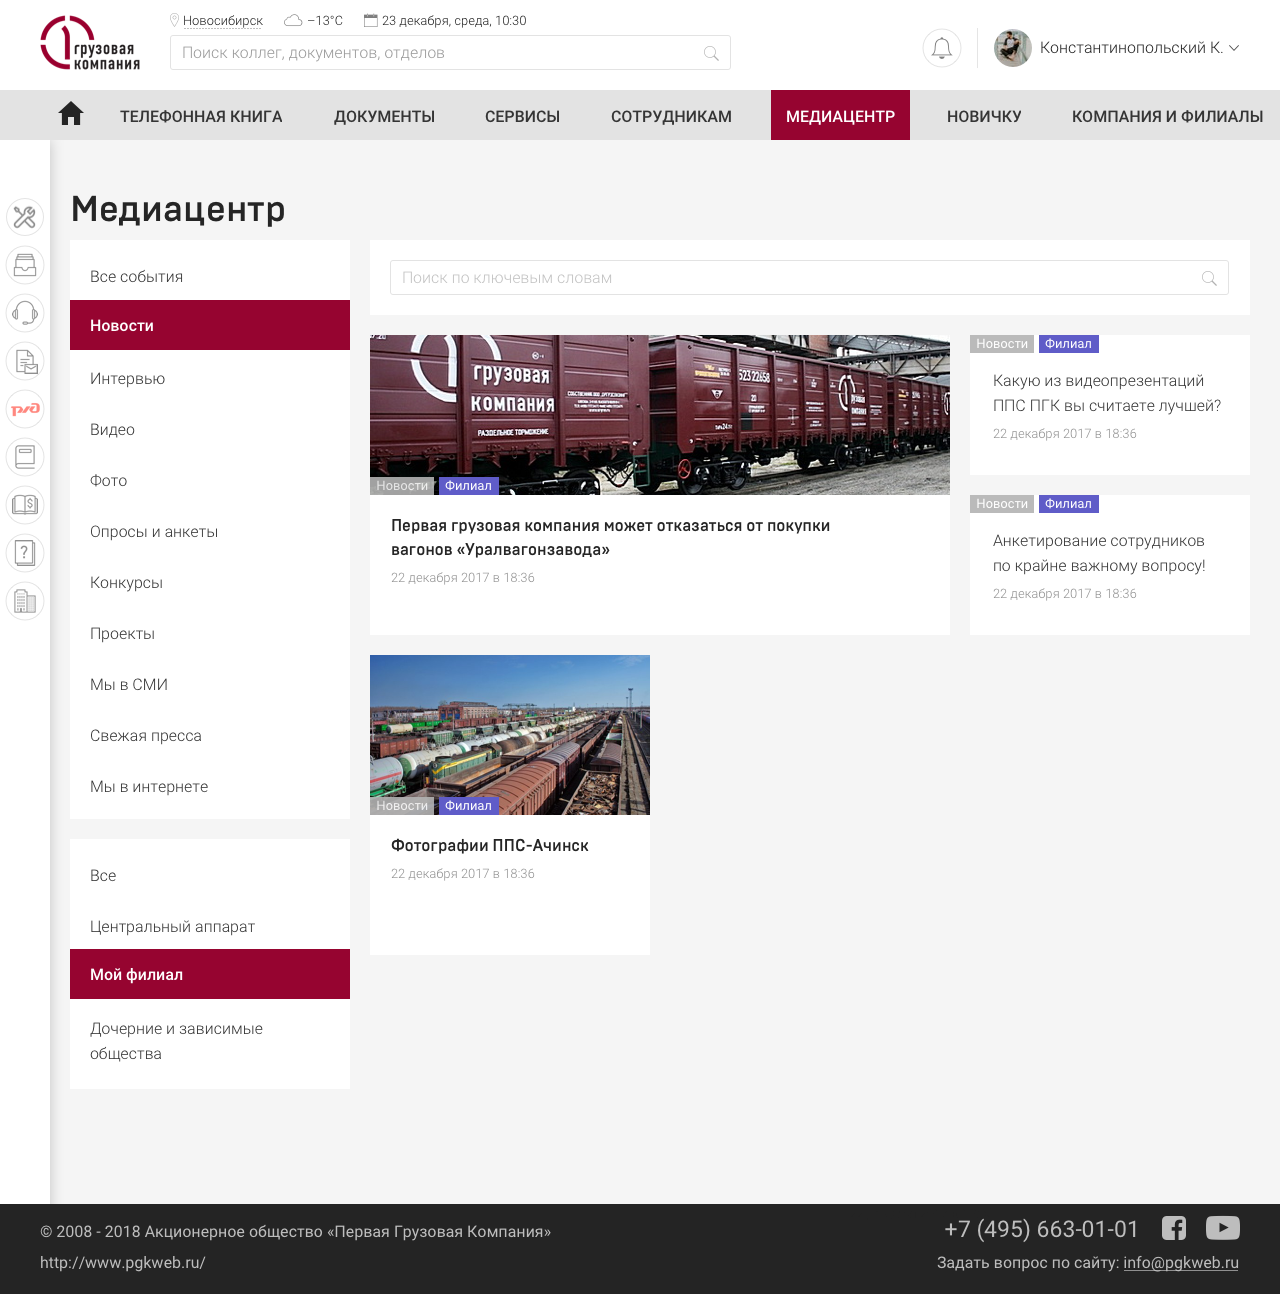 грузовая
компания
Новосибирск
−13°C
23 декабря, среда, 10:30
Поиск коллег, документов, отделов
Константинопольский К.
ТЕЛЕФОННАЯ КНИГА
ДОКУМЕНТЫ
СЕРВИСЫ
СОТРУДНИКАМ
МЕДИАЦЕНТР
НОВИЧКУ
КОМПАНИЯ И ФИЛИАЛЫ
Медиацентр
Все события
Новости
Интервью
Видео
Фото
Опросы и анкеты
Конкурсы
Проекты
Мы в СМИ
Свежая пресса
Мы в интернете
Все
Центральный аппарат
Мой филиал
Дочерние и зависимые
общества
Поиск по ключевым словам
грузовая
компания
РАЗДЕЛЬНОЕ ТОРМОЖЕНИЕ
523 22658
Новости
Филиал
Первая грузовая компания может отказаться от покупки
вагонов «Уралвагонзавода»
22 декабря 2017 в 18:36
Новости
Филиал
Какую из видеопрезентаций
ППС ПГК вы считаете лучшей?
22 декабря 2017 в 18:36
Новости
Филиал
Анкетирование сотрудников
по крайне важному вопросу!
22 декабря 2017 в 18:36
Новости
Филиал
Фотографии ППС-Ачинск
22 декабря 2017 в 18:36
© 2008 - 2018 Акционерное общество «Первая Грузовая Компания»
http://www.pgkweb.ru/
+7 (495) 663-01-01
Задать вопрос по сайту: info@pgkweb.ru